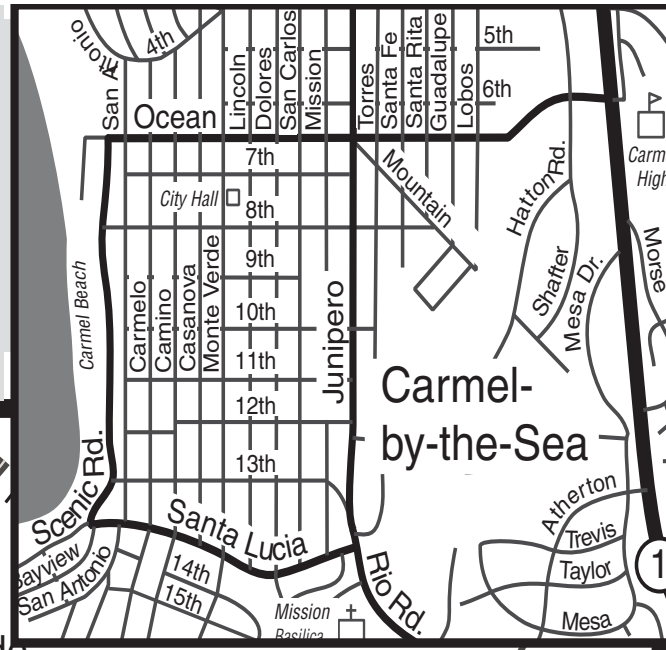 San Antonio
4th
Lincoln
Dolores
San Carlos
Mission
Torres
Santa Fe
Santa Rita
Guadalupe
Lobos
5th
6th
Ocean
7th
City Hall
8th
Mountain
Hatton Rd.
Carm
High
Carmel Beach
9th
Carmelo
Camino
Casanova
Monte Verde
10th
Junipero
Shafter
Mesa Dr.
Morse
11th
12th
13th
Carmel-
by-the-Sea
Scenic Rd.
Santa Lucia
Atherton
Trevis
Taylor
Mesa
1
Bayview
San Antonio
14th
15th
Rio Rd.
Mission
Basilica